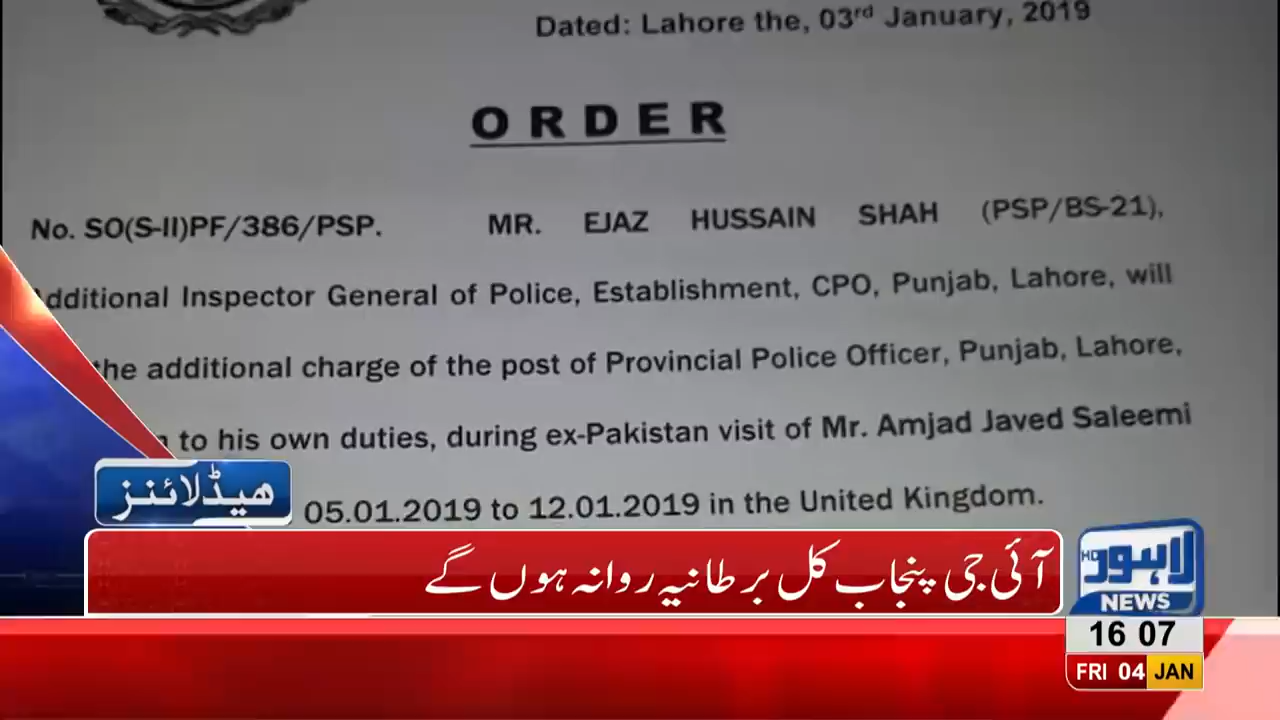 Dated: Lahore the, 03rd January, 2019
ORDER
No. SO(S-II)PF/386/PSP. MR. EJAZ HUSSAIN SHAH (PSP/BS-21),
dditional Inspector General of Police, Establishment, CPO, Punjab, Lahore, will
the additional charge of the post of Provincial Police Officer, Punjab, Lahore,
to his own duties, during ex-Pakistan visit of Mr. Amjad Javed Saleemi
05.01.2019 to 12.01.2019 in the United Kingdom.
ھیڈلائنز
آئی جی پنجاب کل برطانیہ روانہ ہوں گے
لاہور HD
NEWS
16 07
FRI 04 JAN